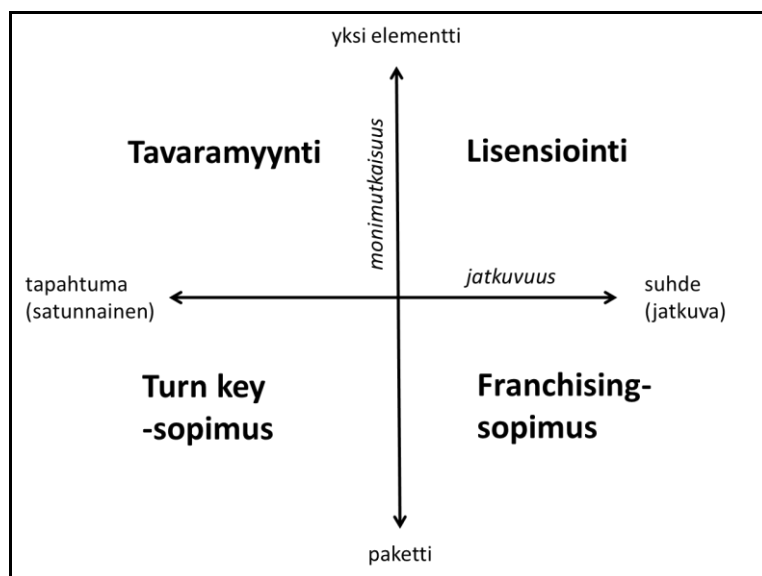 yksi elementti
Tavaramyynti
monimutkaisuus
Lisensiointi
tapahtuma
(satunnainen)
jatkuvuus
suhde
(jatkuva)
Turn key
-sopimus
Franchising-
sopimus
paketti